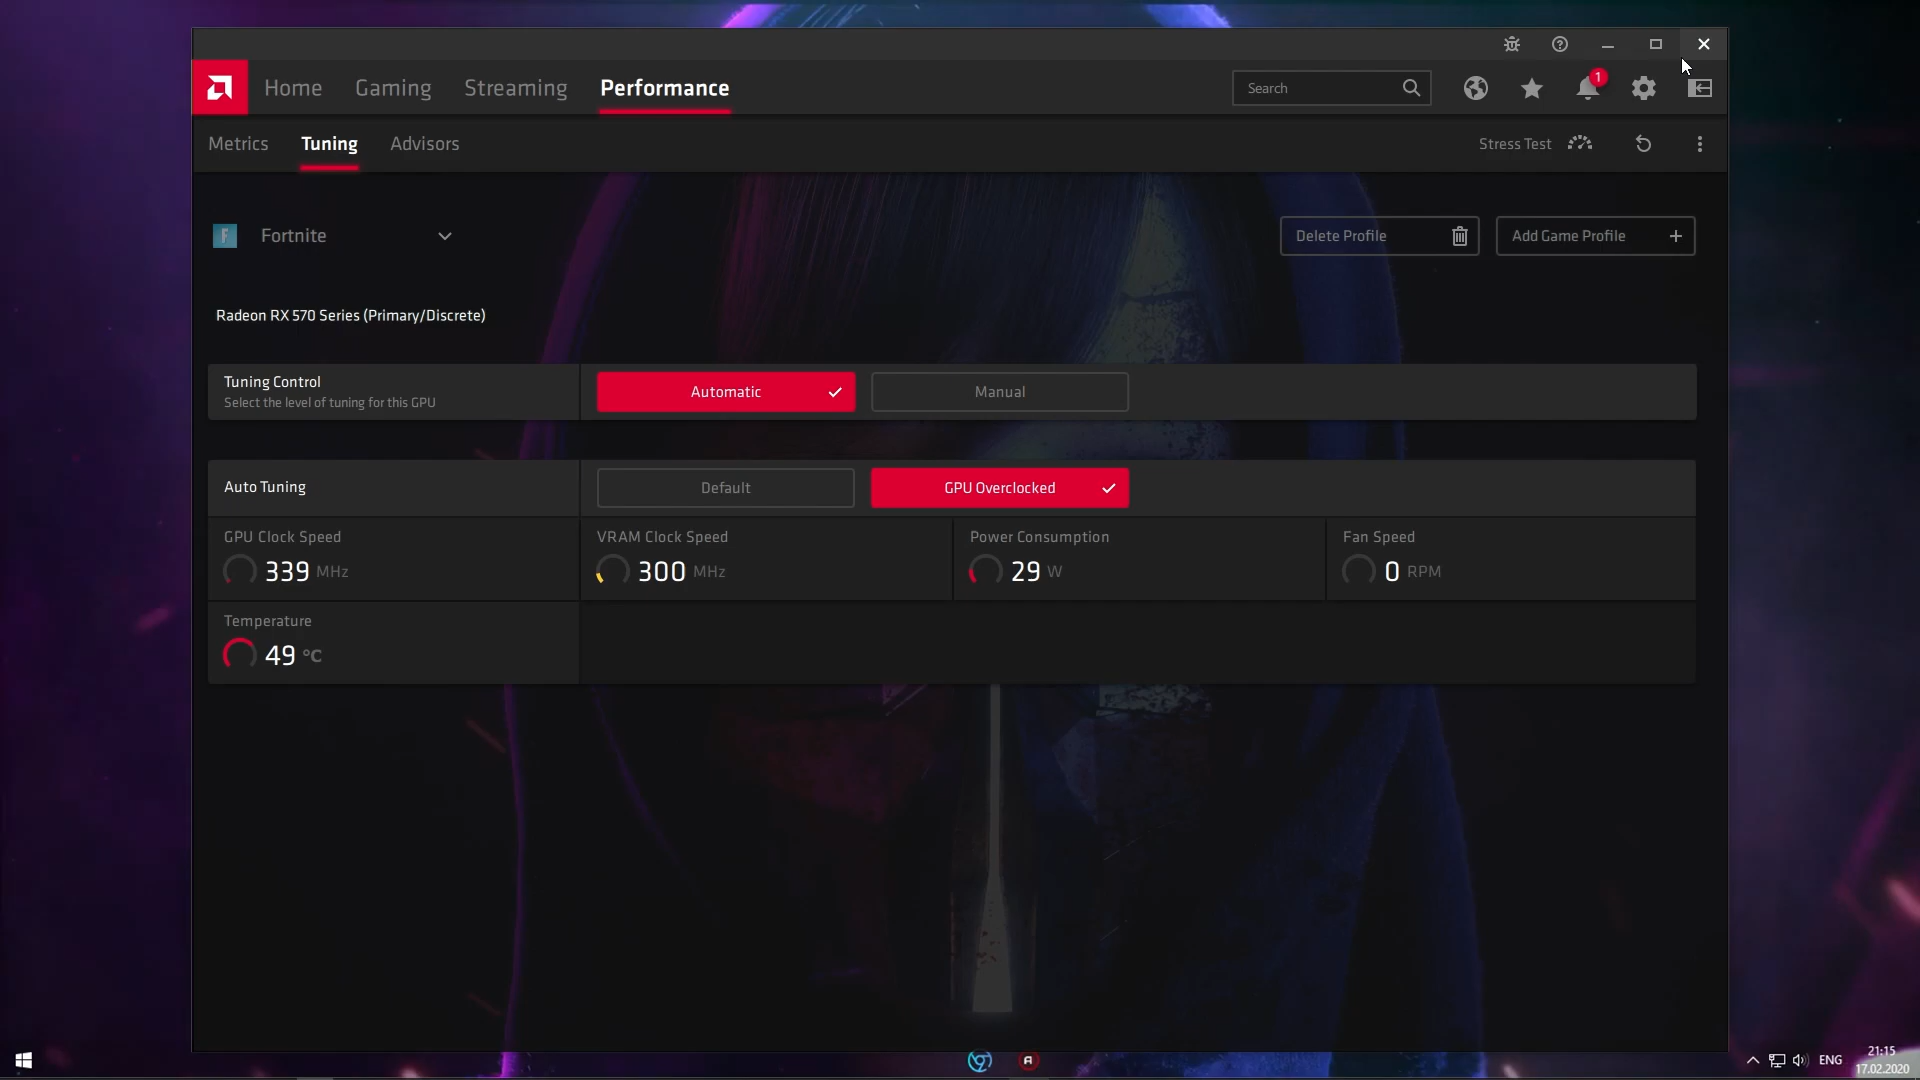 Home Gaming Streaming Performance Search 1
Metrics Tuning Advisors Stress Test
F Fortnite Delete Profile Add Game Profile +
Radeon RX 570 Series (Primary/Discrete)
Tuning Control
Select the level of tuning for this GPU
Automatic Manual
Auto Tuning Default GPU Overclocked
GPU Clock Speed VRAM Clock Speed Power Consumption Fan Speed
339 MHz 300 MHz 29 W 0 RPM
Temperature
49 °C
ENG
21:15
17.02.2020